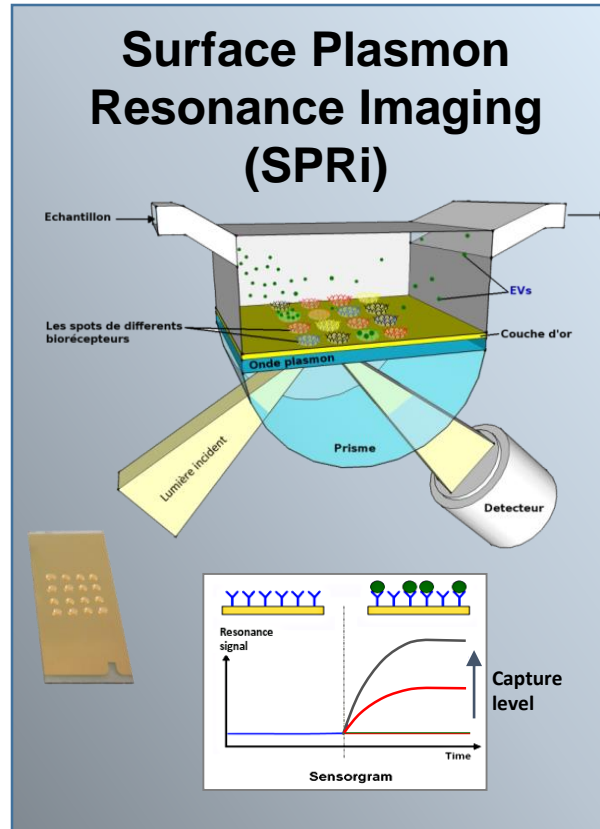 Surface Plasmon
Resonance Imaging
(SPRi)
Echantillon
EVs
Les spots de differents
biorécepteurs
Couche d'or
Onde plasmon
Lumière incident
Prisme
Detecteur
Resonance
signal
Capture
level
Time
Sensorgram